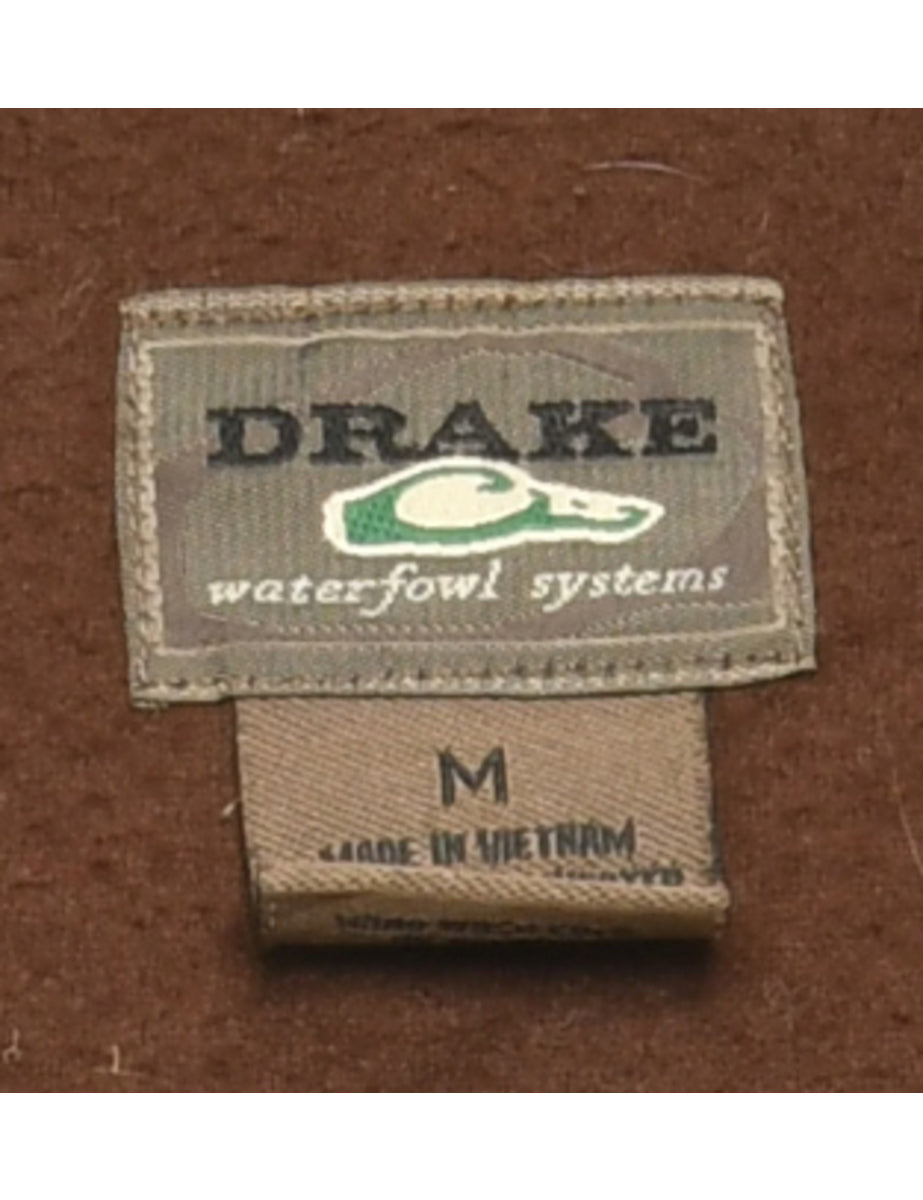 DRAKE
waterfowl systems
M
MADE IN VIETNAM